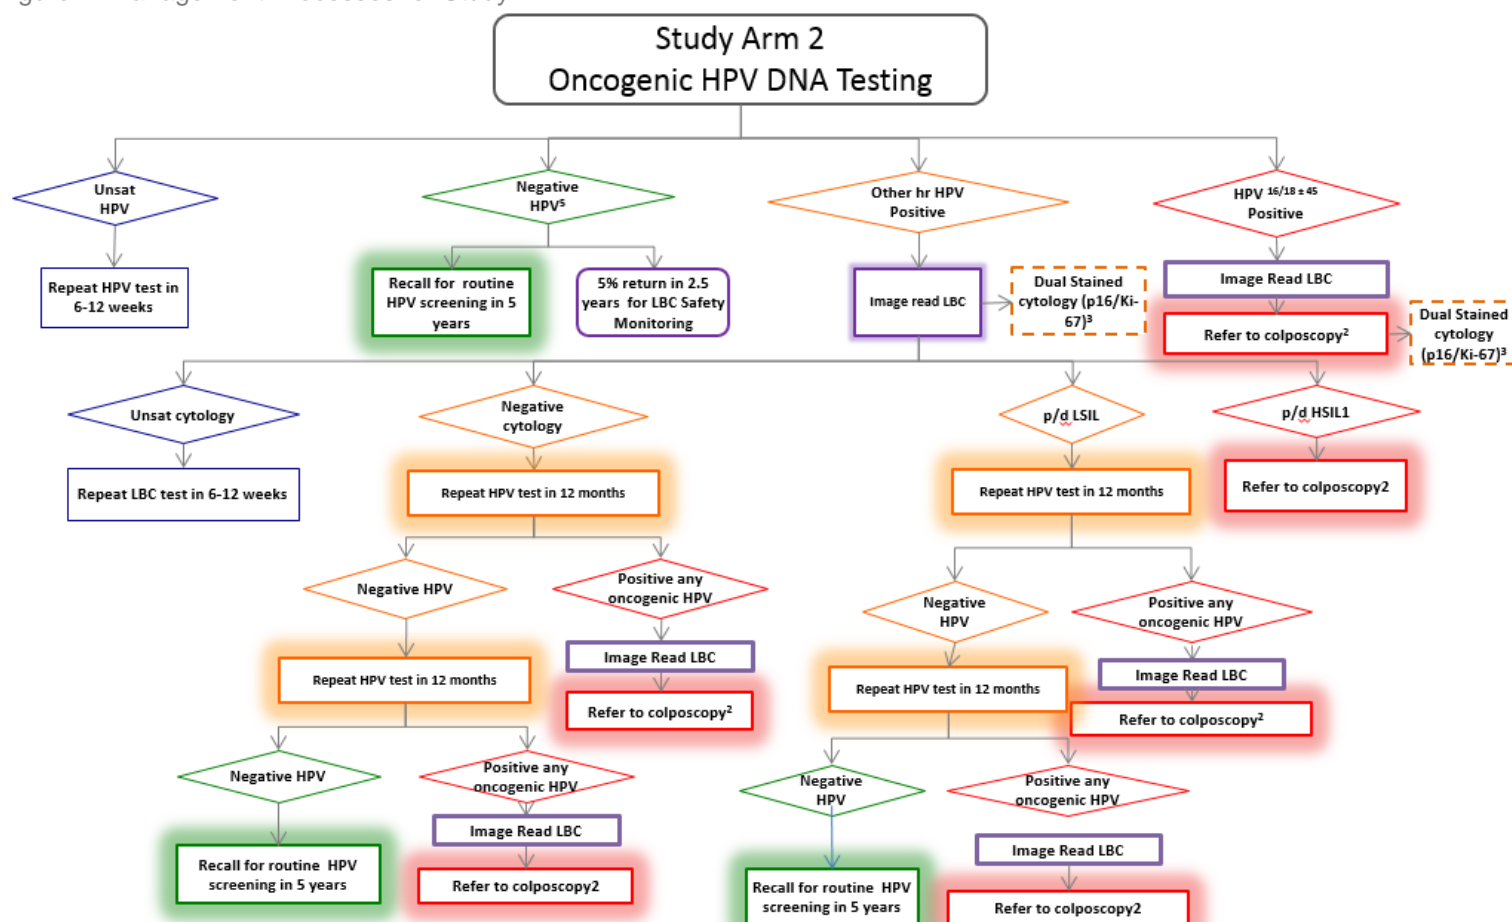 Study Arm 2
Oncogenic HPV DNA Testing
Unsat
HPV
Negative
HPV⁵
Other hr HPV
Positive
HPV ¹⁶/¹⁸ ± ⁴⁵
Positive
Repeat HPV test in
6-12 weeks
Recall for routine
HPV screening in 5
years
5% return in 2.5
years for LBC Safety
Monitoring
Image read LBC
Dual Stained
cytology (p16/Ki-
67)³
Image Read LBC
Refer to colposcopy²
Dual Stained
cytology
(p16/Ki-67)³
Unsat cytology
Negative
cytology
p/d LSIL
p/d HSIL1
Repeat LBC test in 6-12 weeks
Repeat HPV test in 12 months
Repeat HPV test in 12 months
Refer to colposcopy2
Negative HPV
Positive any
oncogenic HPV
Negative
HPV
Positive any
oncogenic HPV
Image Read LBC
Refer to colposcopy²
Image Read LBC
Refer to colposcopy²
Repeat HPV test in 12 months
Repeat HPV test in 12 months
Negative HPV
Positive any
oncogenic HPV
Negative
HPV
Positive any
oncogenic HPV
Image Read LBC
Image Read LBC
Recall for routine HPV
screening in 5 years
Refer to colposcopy2
Recall for routine HPV
screening in 5 years
Refer to colposcopy2